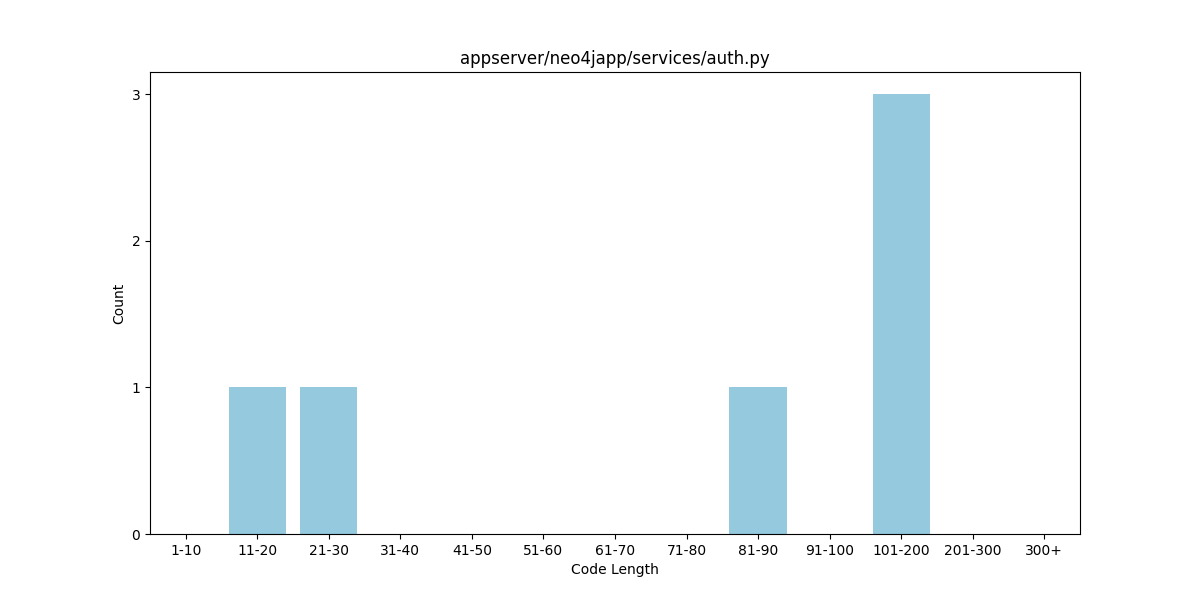 appserver/neo4japp/services/auth.py
3
2
1
0
Count
1-10 11-20 21-30 31-40 41-50 51-60 61-70 71-80 81-90 91-100 101-200 201-300 300+
Code Length